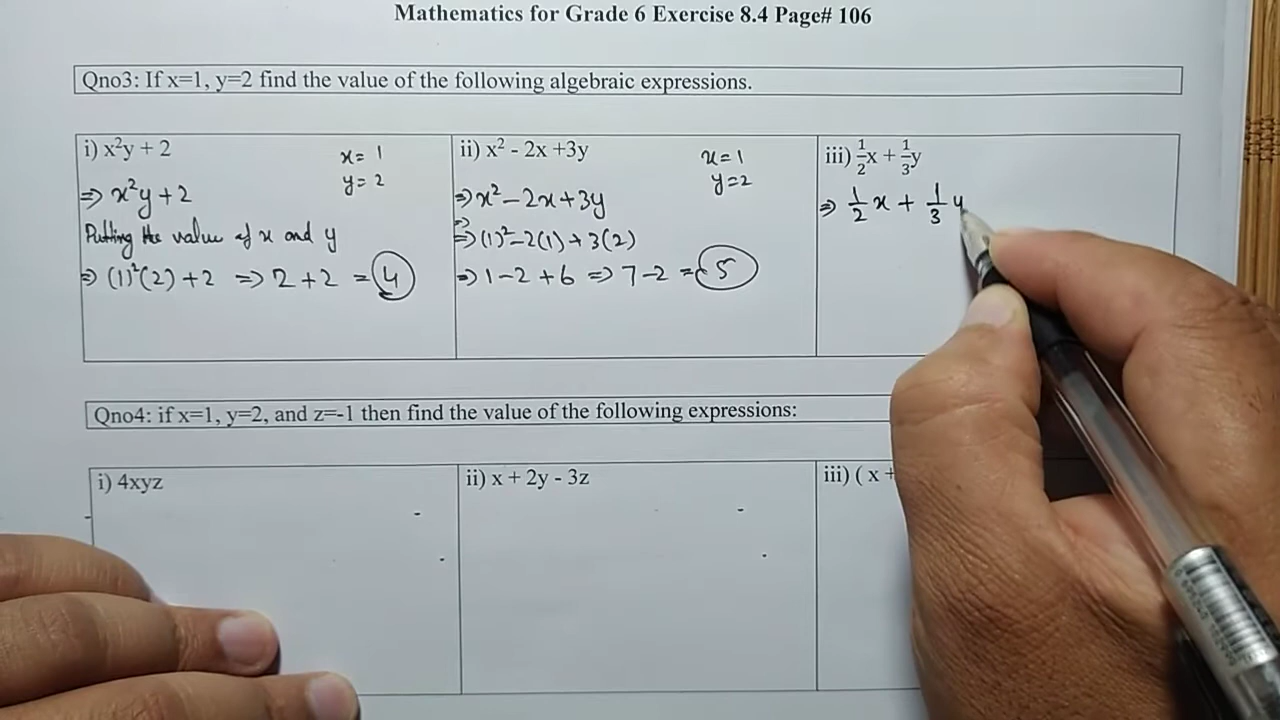 Mathematics for Grade 6 Exercise 8.4 Page# 106
Qno3: If x=1, y=2 find the value of the following algebraic expressions.
i) x²y + 2
x = 1
y = 2
⇒ x²y + 2
Putting the value of x and y
⇒ (1)²(2) + 2 ⇒ 2 + 2 = 4
ii) x² - 2x +3y
x = 1
y = 2
⇒ x² – 2x + 3y
⇒
⇒ (1)² – 2(1) + 3(2)
⇒ 1 – 2 + 6 ⇒ 7 – 2 = 5
iii) 1/2 x + 1/3 y
⇒ 1/2 x + 1/3 y
Qno4: if x=1, y=2, and z=-1 then find the value of the following expressions:
i) 4xyz
ii) x + 2y - 3z
iii) ( x +